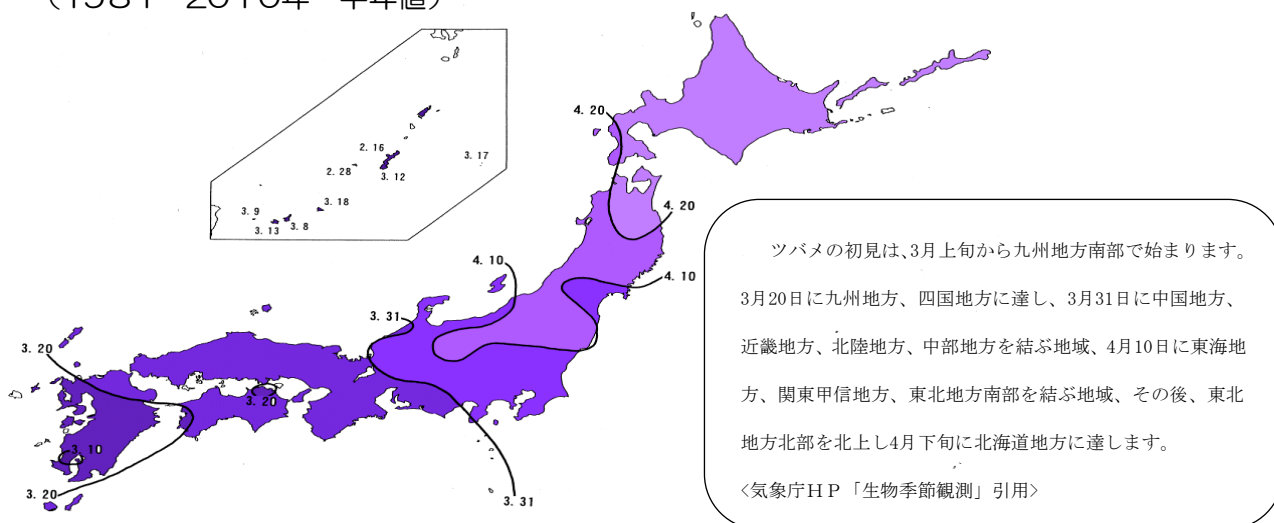 （1981－2010年 平年値）
4.20
2.16
3.17
2.28
3.12
3.18
3.9
3.13
3.8
4.20
4.10
4.10
3.31
3.20
3.20
3.10
3.20
3.31
ツバメの初見は、3月上旬から九州地方南部で始まります。
3月20日に九州地方、四国地方に達し、3月31日に中国地方、
近畿地方、北陸地方、中部地方を結ぶ地域、4月10日に東海地
方、関東甲信地方、東北地方南部を結ぶ地域、その後、東北
地方北部を北上し4月下旬に北海道地方に達します。
<気象庁ＨＰ「生物季節観測」引用>